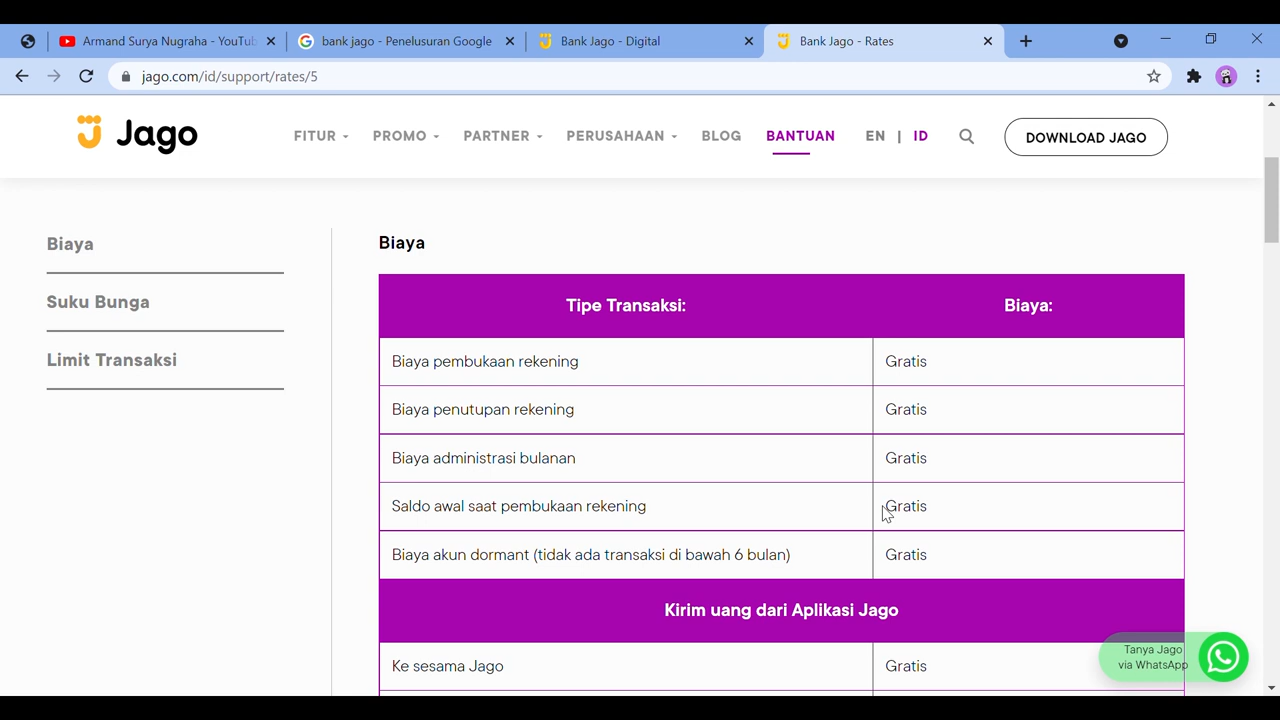 Armand Surya Nugraha - YouTub
bank jago - Penelusuran Google
Bank Jago - Digital
Bank Jago - Rates
jago.com/id/support/rates/5
Jago
FITUR
PROMO
PARTNER
PERUSAHAAN
BLOG
BANTUAN
EN | ID
DOWNLOAD JAGO
Biaya
Suku Bunga
Limit Transaksi
Biaya
Tipe Transaksi: Biaya:
Biaya pembukaan rekening Gratis
Biaya penutupan rekening Gratis
Biaya administrasi bulanan Gratis
Saldo awal saat pembukaan rekening Gratis
Biaya akun dormant (tidak ada transaksi di bawah 6 bulan) Gratis
Kirim uang dari Aplikasi Jago
Ke sesama Jago Gratis
Tanya Jago
via WhatsApp